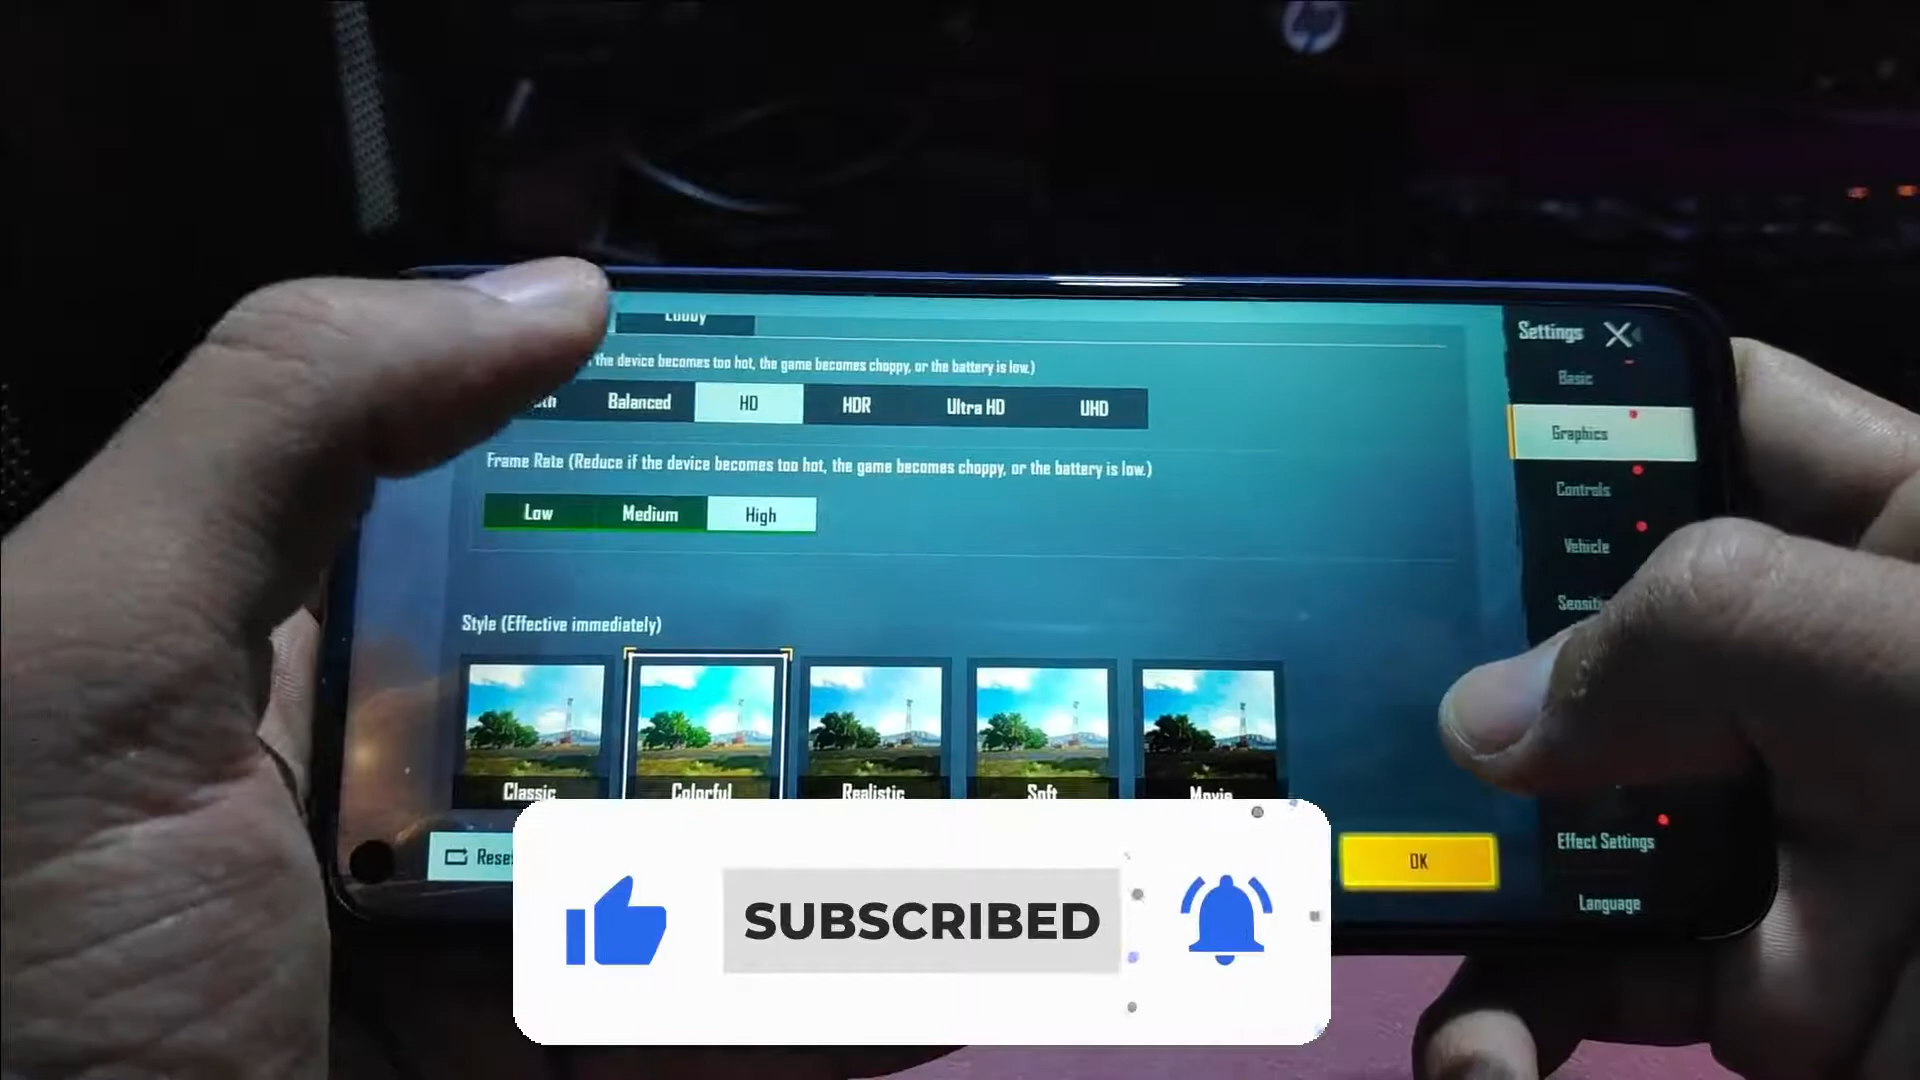 Lobby
Settings
the device becomes too hot, the game becomes choppy, or the battery is low.)
Basic
Balanced HD HDR Ultra HD UHD
Graphics
Frame Rate (Reduce if the device becomes too hot, the game becomes choppy, or the battery is low.)
Controls
Low Medium High
Vehicle
Style (Effective immediately)
Classic Colorful Realistic Soft Movie
Effect Settings
OK
Language
SUBSCRIBED